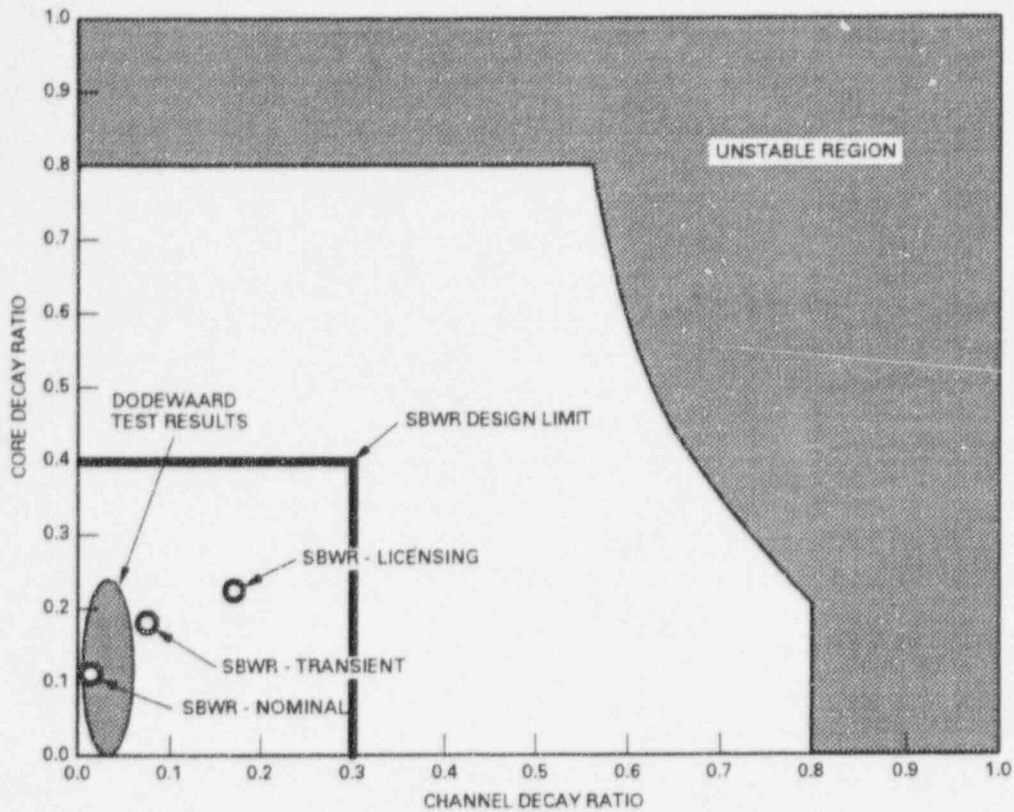 1.0
0.9
0.8
0.7
0.6
0.5
0.4
0.3
0.2
0.1
0.0
CORE DECAY RATIO
UNSTABLE REGION
DODEWAARD
TEST RESULTS
SBWR DESIGN LIMIT
SBWR - LICENSING
SBWR - TRANSIENT
SBWR - NOMINAL
0.0 0.1 0.2 0.3 0.4 0.5 0.6 0.7 0.8 0.9 1.0
CHANNEL DECAY RATIO